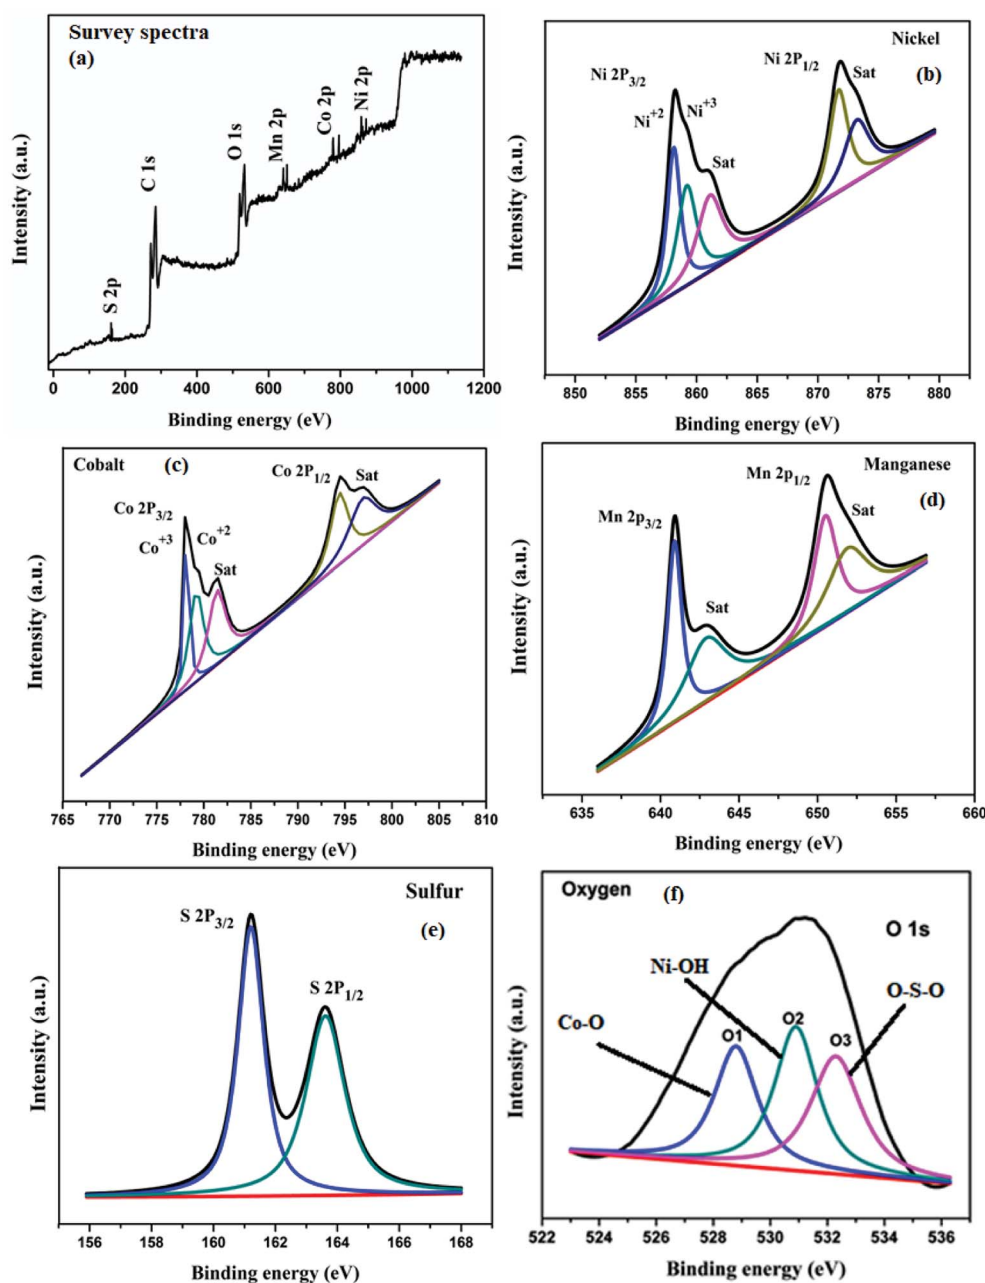 Survey spectra
(a)
S 2p
C 1s
O 1s
Mn 2p
Co 2p
Ni 2p
Intensity (a.u.)
0 200 400 600 800 1000 1200
Binding energy (eV)
Nickel
(b)
Ni 2P3/2
Ni+2
Ni+3
Sat
Ni 2P1/2
Sat
Intensity (a.u.)
850 855 860 865 870 875 880
Binding energy (eV)
Cobalt
(c)
Co 2P3/2
Co+3
Co+2
Sat
Co 2P1/2
Sat
Intensity (a.u.)
765 770 775 780 785 790 795 800 805 810
Binding energy (eV)
Manganese
(d)
Mn 2p3/2
Sat
Mn 2p1/2
Sat
Intensity (a.u.)
635 640 645 650 655 660
Binding energy (eV)
Sulfur
(e)
S 2P3/2
S 2P1/2
Intensity (a.u.)
156 158 160 162 164 166 168
Binding energy (eV)
Oxygen
(f)
O 1s
Ni-OH
O-S-O
Co-O
O1
O2
O3
Intensity (a.u.)
522 524 526 528 530 532 534 536
Binding energy (eV)